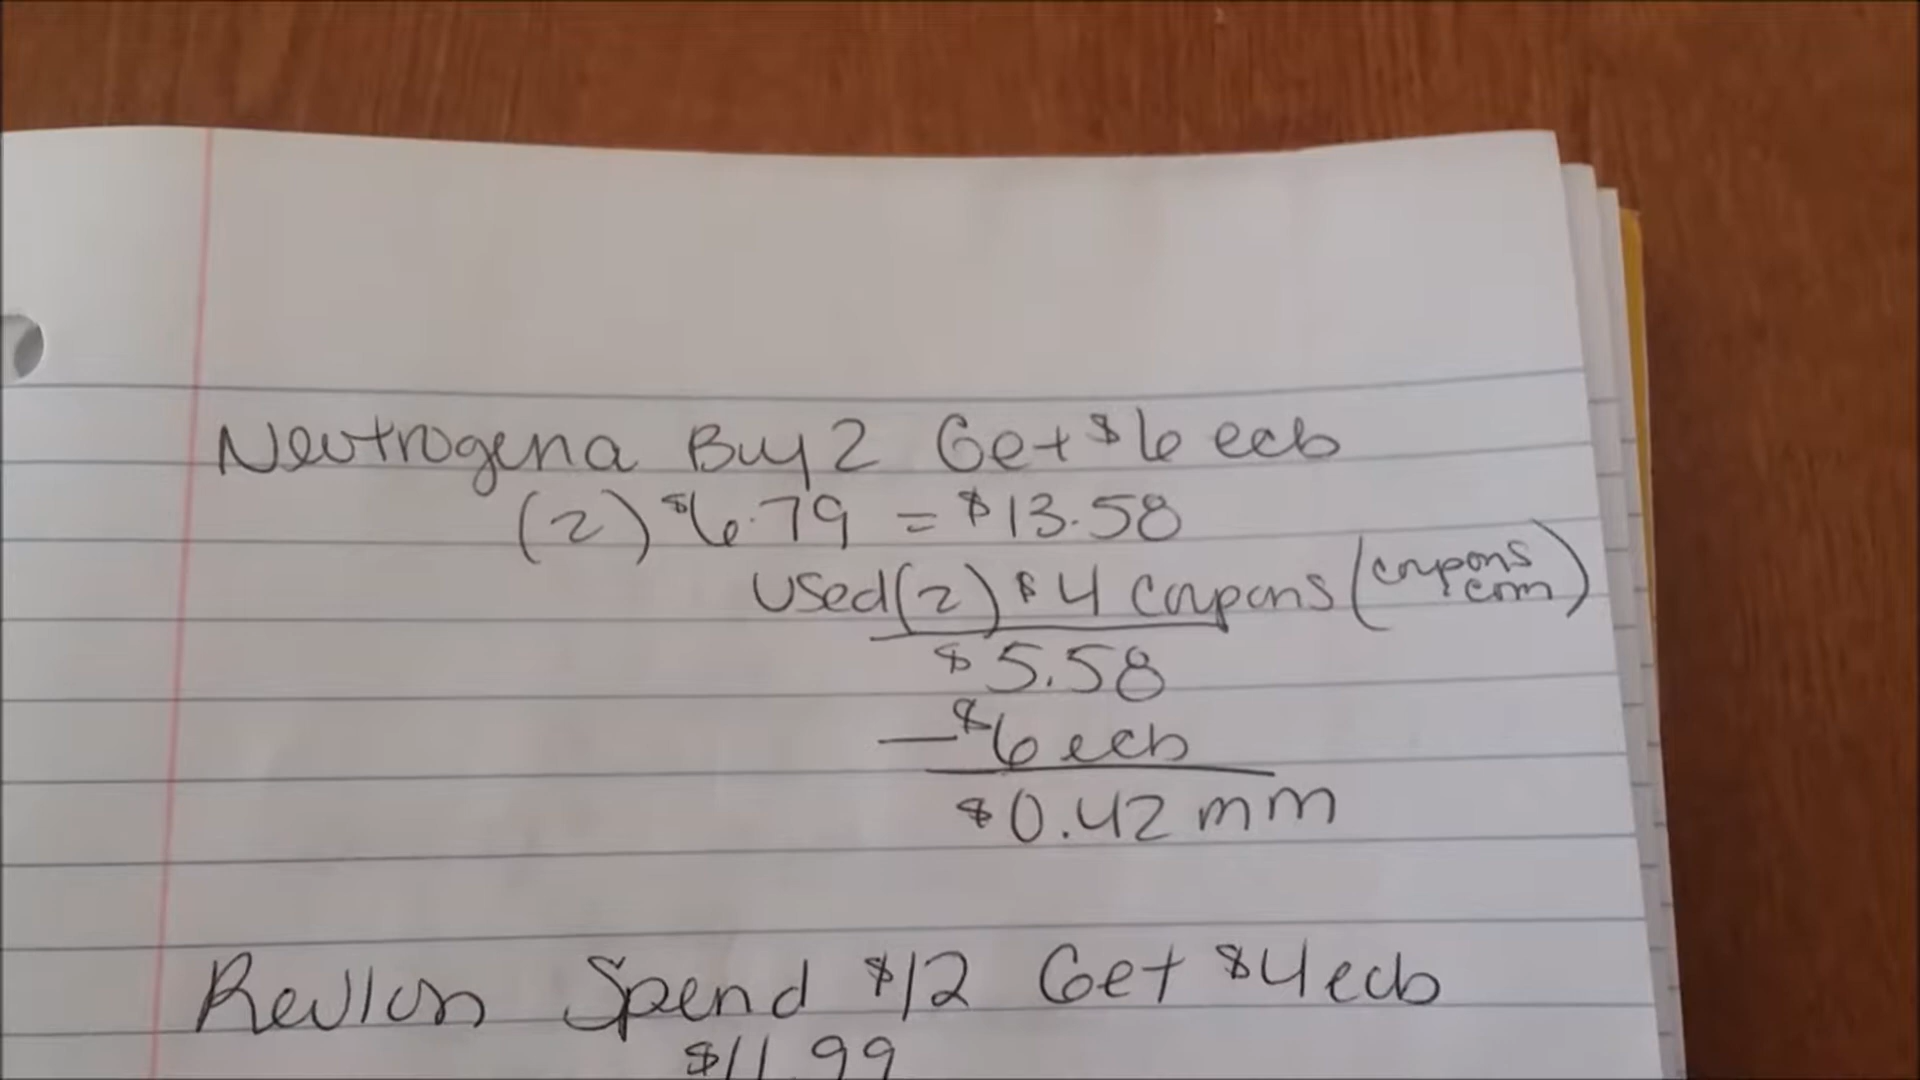 Neutrogena Buy 2 Get $6 ecb
(2) $6.79 = $13.58
Used (2) $4 Coupons (coupons.com)
$5.58
- $6 ecb
$0.42 mm
Revlon Spend $12 Get $4 ecb
$11.99